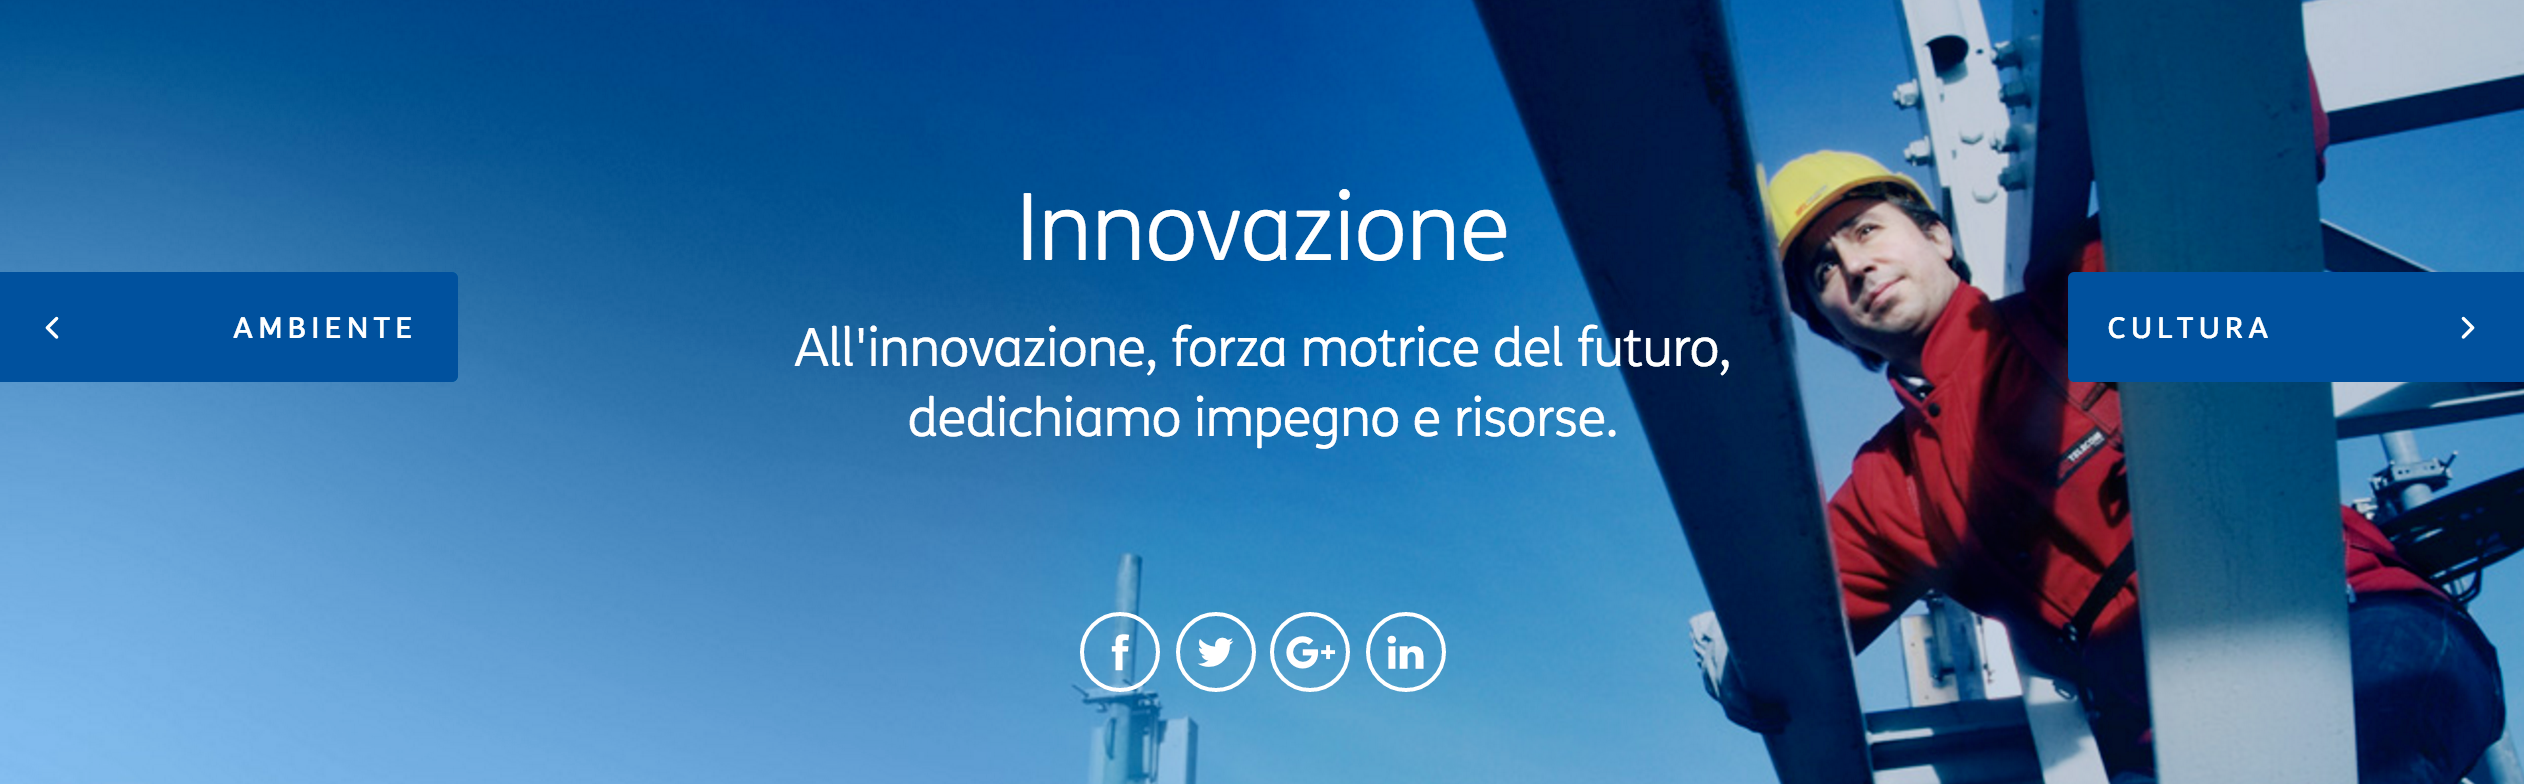 Innovazione
AMBIENTE
CULTURA
All'innovazione, forza motrice del futuro,
dedichiamo impegno e risorse.
TELECOM
f
G+
in